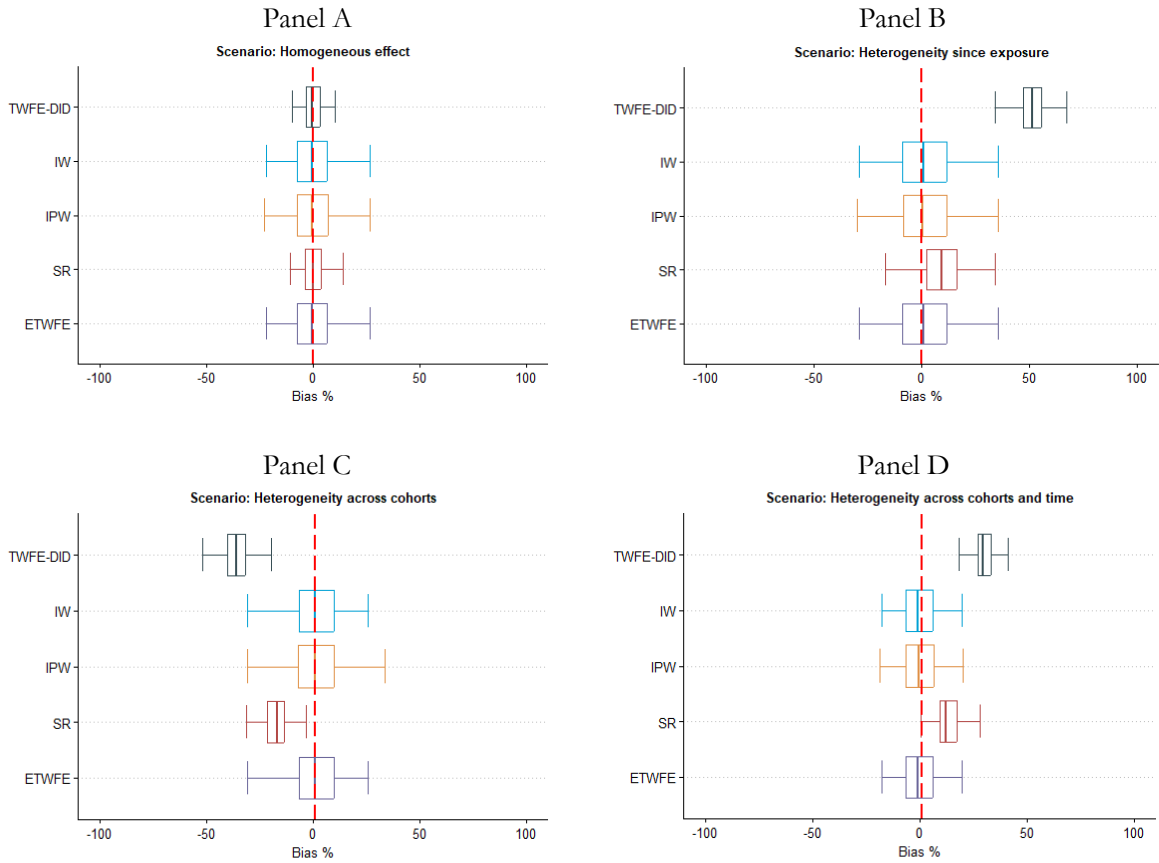 Panel A
Scenario: Homogeneous effect
TWFE-DID
IW
IPW
SR
ETWFE
-100 -50 0 50 100
Bias %
Panel B
Scenario: Heterogeneity since exposure
TWFE-DID
IW
IPW
SR
ETWFE
-100 -50 0 50 100
Bias %
Panel C
Scenario: Heterogeneity across cohorts
TWFE-DID
IW
IPW
SR
ETWFE
-100 -50 0 50 100
Bias %
Panel D
Scenario: Heterogeneity across cohorts and time
TWFE-DID
IW
IPW
SR
ETWFE
-100 -50 0 50 100
Bias %